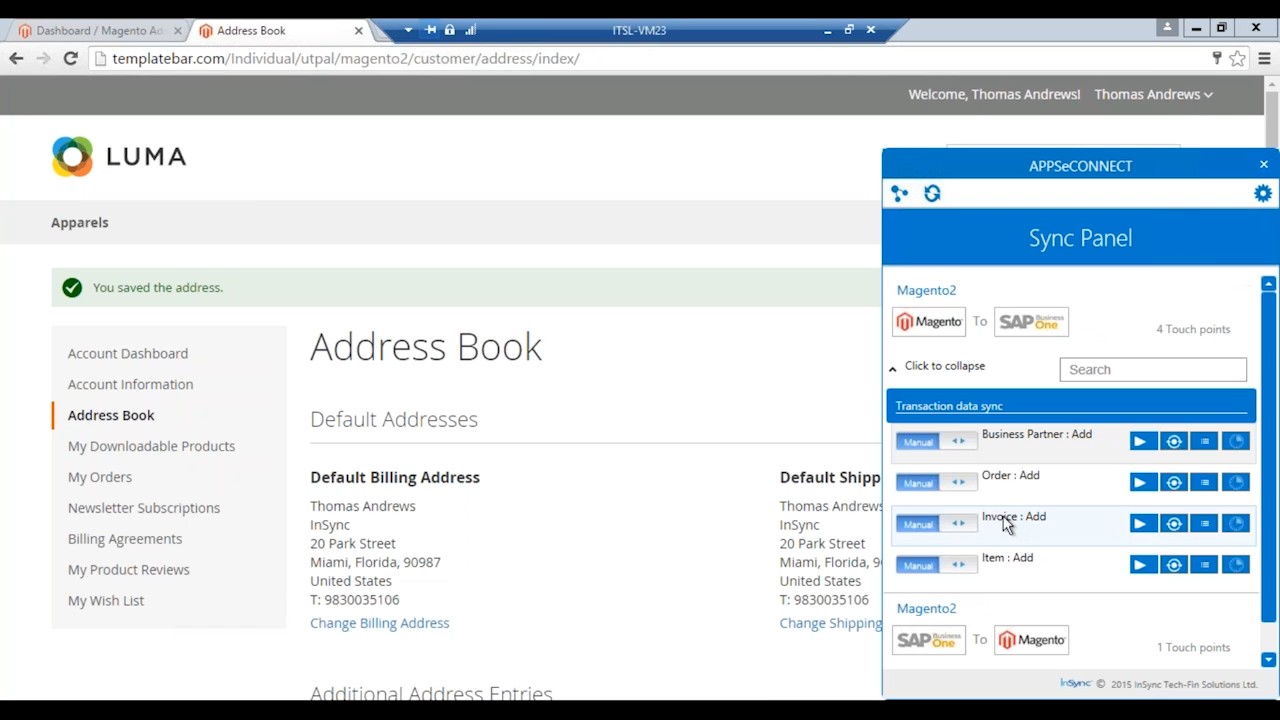 Dashboard / Magento Ad
Address Book
ITSL-VM23
templatebar.com/Individual/utpal/magento2/customer/address/index/
Welcome, Thomas Andrews!
Thomas Andrews
LUMA
Apparels
You saved the address.
Account Dashboard
Account Information
Address Book
My Downloadable Products
My Orders
Newsletter Subscriptions
Billing Agreements
My Product Reviews
My Wish List
Address Book
Default Addresses
Default Billing Address
Thomas Andrews
InSync
20 Park Street
Miami, Florida, 90987
United States
T: 9830035106
Change Billing Address
Default Shipp
Thomas Andrews
InSync
20 Park Street
Miami, Florida, 9
United States
T: 9830035106
Change Shipping
Additional Address Entries
APPSeCONNECT
Sync Panel
Magento2
Magento To SAP Business One
4 Touch points
Click to collapse
Search
Transaction data sync
Manual Business Partner : Add
Manual Order : Add
Manual Invoice : Add
Manual Item : Add
Magento2
SAP Business One To Magento
1 Touch points
InSync © 2015 InSync Tech-Fin Solutions Ltd.